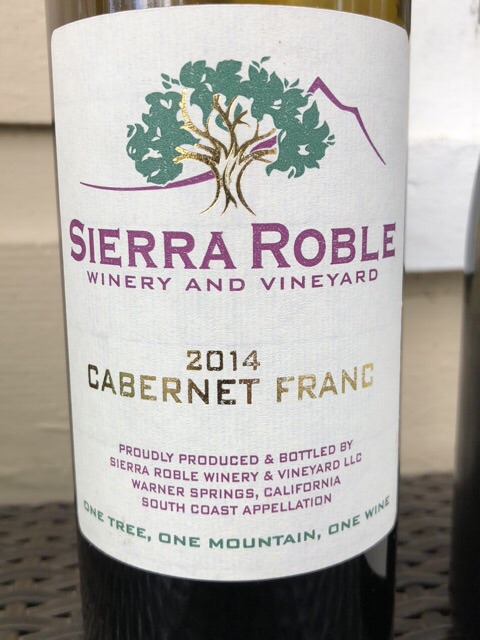 SIERRA ROBLE
WINERY AND VINEYARD
2014
CABERNET FRANC
PROUDLY PRODUCED & BOTTLED BY
SIERRA ROBLE WINERY & VINEYARD LLC
WARNER SPRINGS, CALIFORNIA
SOUTH COAST APPELLATION
ONE TREE, ONE MOUNTAIN, ONE WINE